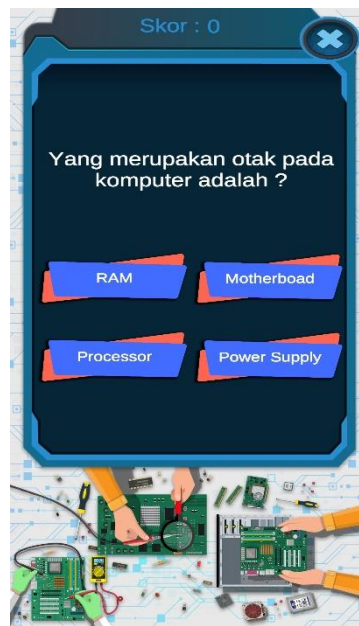 Skor : 0
Yang merupakan otak pada
komputer adalah ?
RAM
Motherboad
Processor
Power Supply